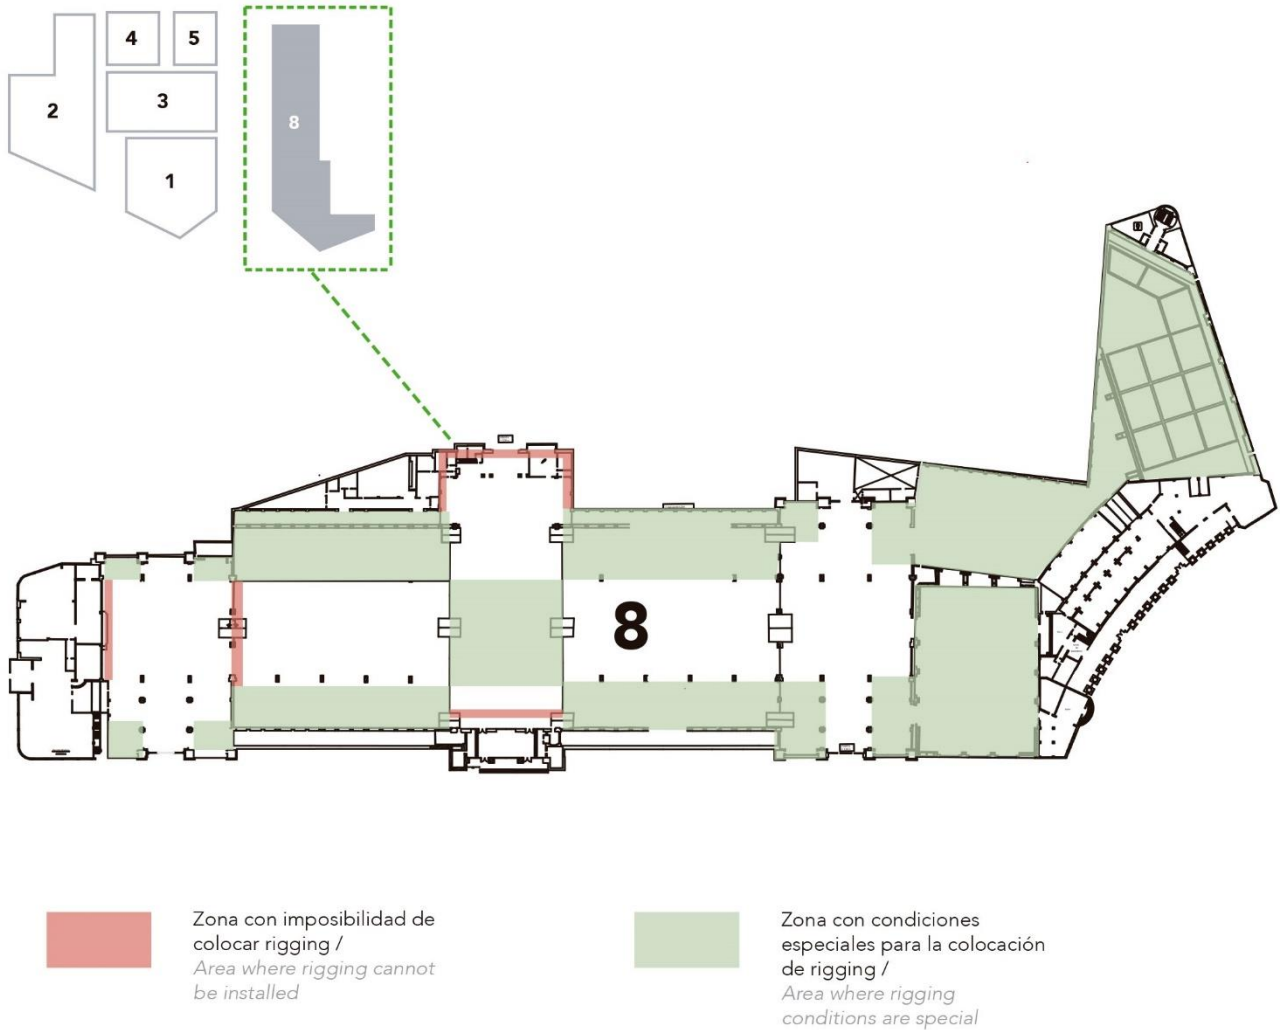 4
5
2
3
8
1
8
Zona con imposibilidad de
colocar rigging /
Area where rigging cannot
be installed
Zona con condiciones
especiales para la colocación
de rigging /
Area where rigging
conditions are special